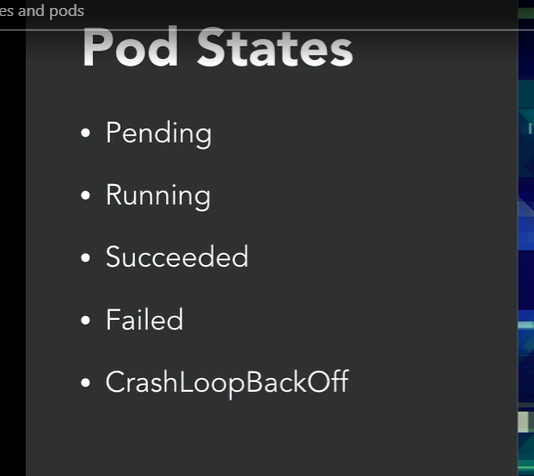 es and pods
Pod States
• Pending
• Running
• Succeeded
• Failed
• CrashLoopBackOff